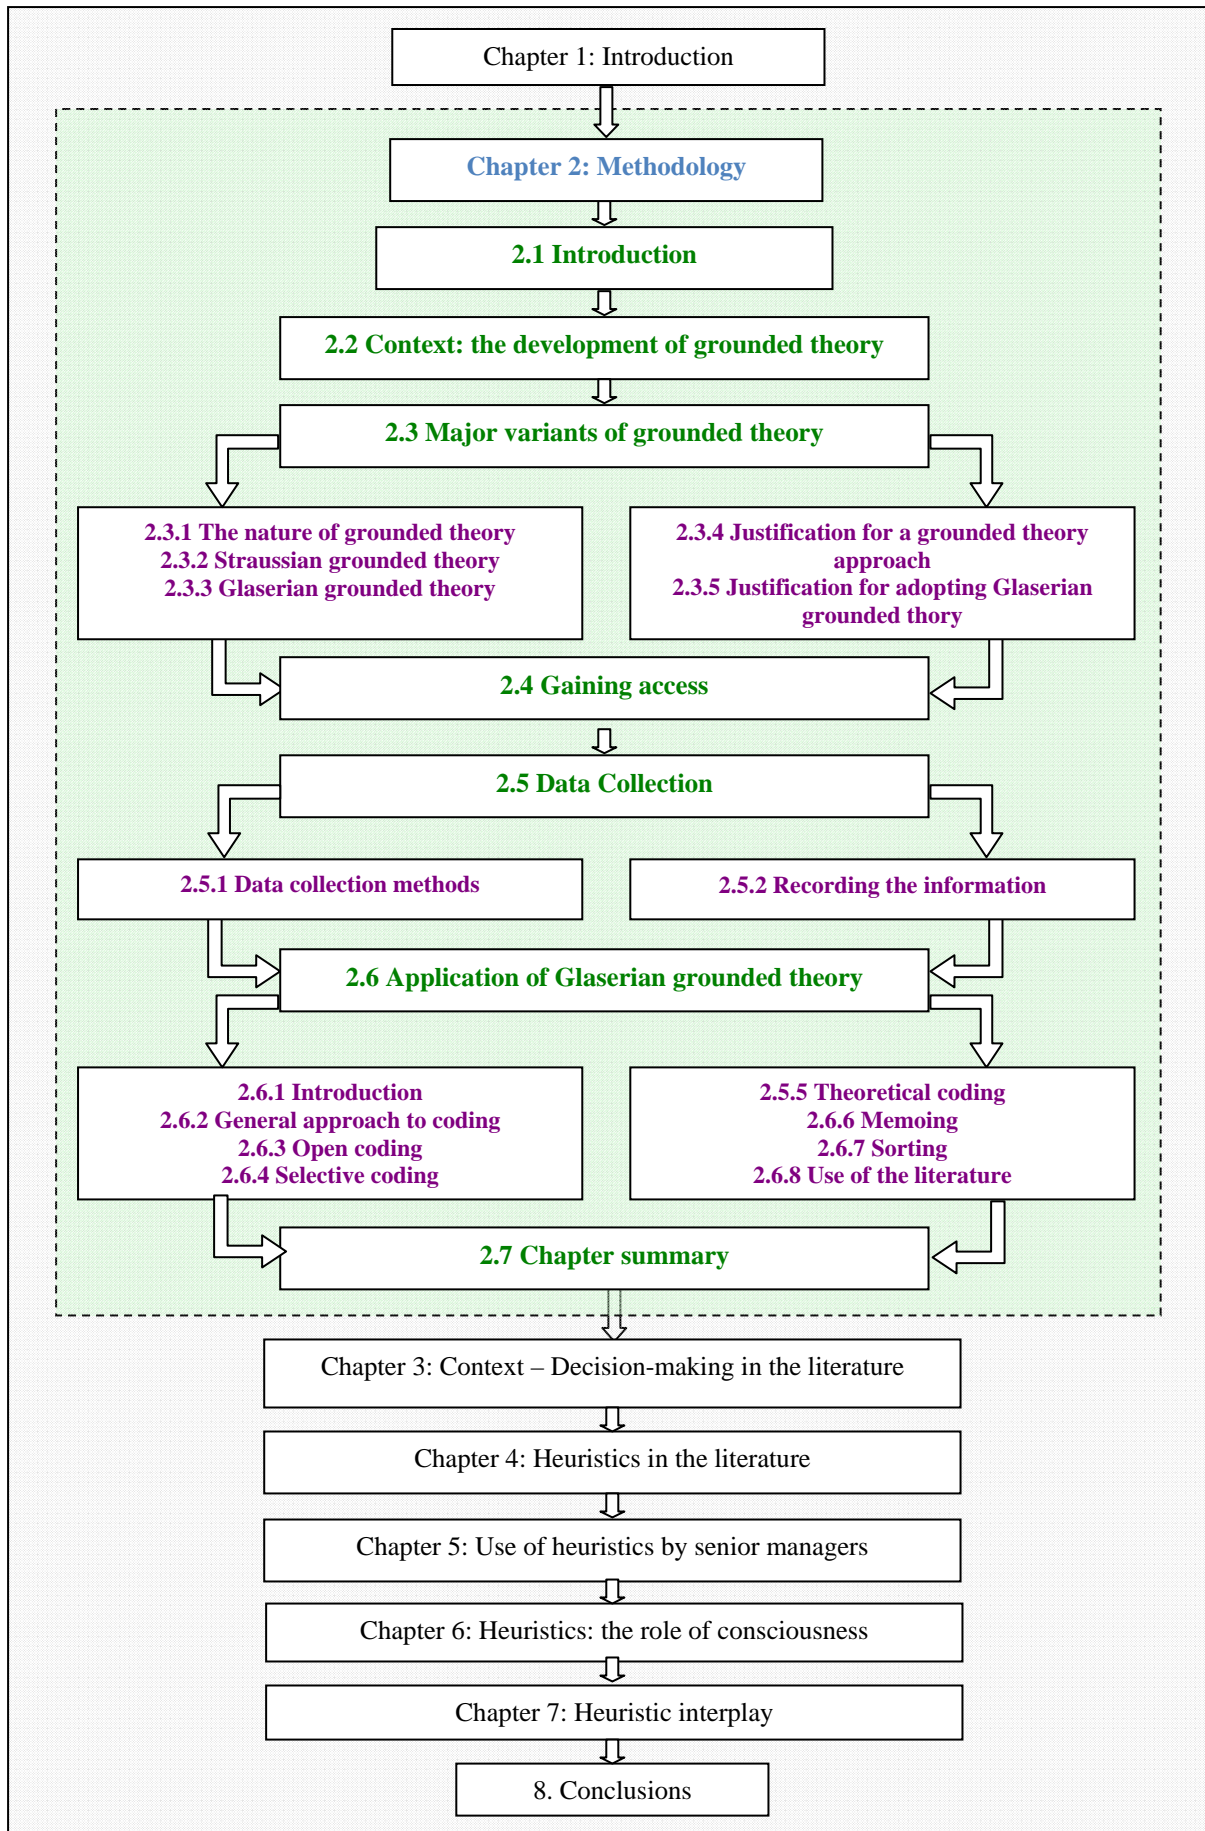 Chapter 1: Introduction
Chapter 2: Methodology
2.1 Introduction
2.2 Context: the development of grounded theory
2.3 Major variants of grounded theory
2.3.1 The nature of grounded theory
2.3.2 Straussian grounded theory
2.3.3 Glaserian grounded theory
2.3.4 Justification for a grounded theory
approach
2.3.5 Justification for adopting Glaserian
grounded thory
2.4 Gaining access
2.5 Data Collection
2.5.1 Data collection methods
2.5.2 Recording the information
2.6 Application of Glaserian grounded theory
2.6.1 Introduction
2.6.2 General approach to coding
2.6.3 Open coding
2.6.4 Selective coding
2.5.5 Theoretical coding
2.6.6 Memoing
2.6.7 Sorting
2.6.8 Use of the literature
2.7 Chapter summary
Chapter 3: Context – Decision-making in the literature
Chapter 4: Heuristics in the literature
Chapter 5: Use of heuristics by senior managers
Chapter 6: Heuristics: the role of consciousness
Chapter 7: Heuristic interplay
8. Conclusions